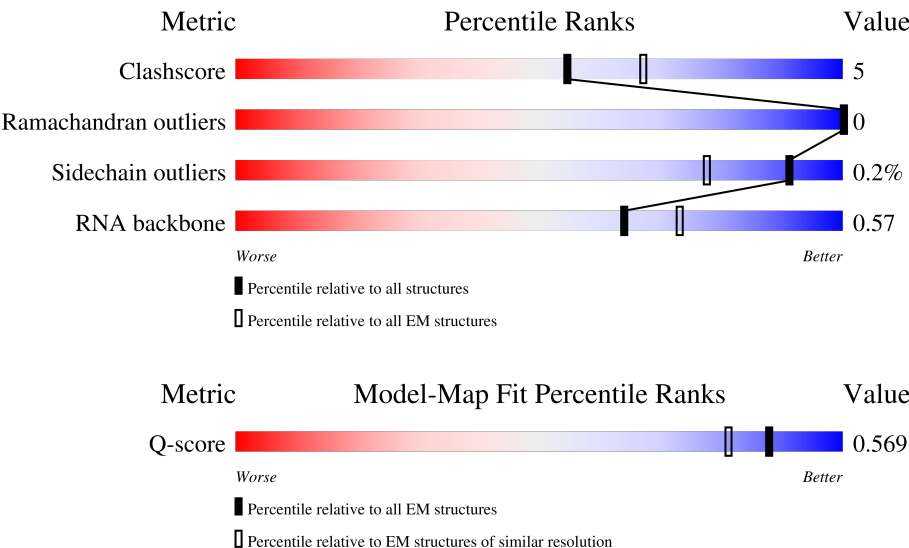 Metric Percentile Ranks Value
Clashscore 5
Ramachandran outliers 0
Sidechain outliers 0.2%
RNA backbone 0.57
Worse Better
Percentile relative to all structures
Percentile relative to all EM structures
Metric Model-Map Fit Percentile Ranks Value
Q-score 0.569
Worse Better
Percentile relative to all EM structures
Percentile relative to EM structures of similar resolution